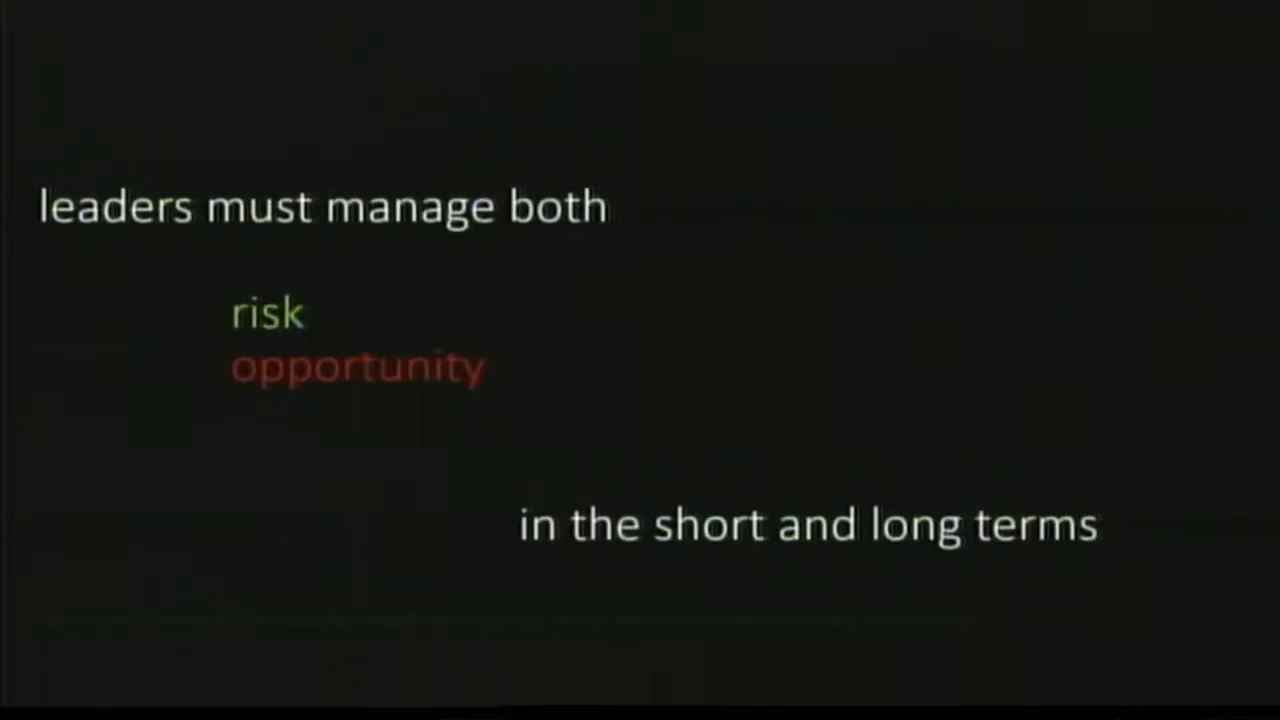 leaders must manage both
risk
opportunity
in the short and long terms